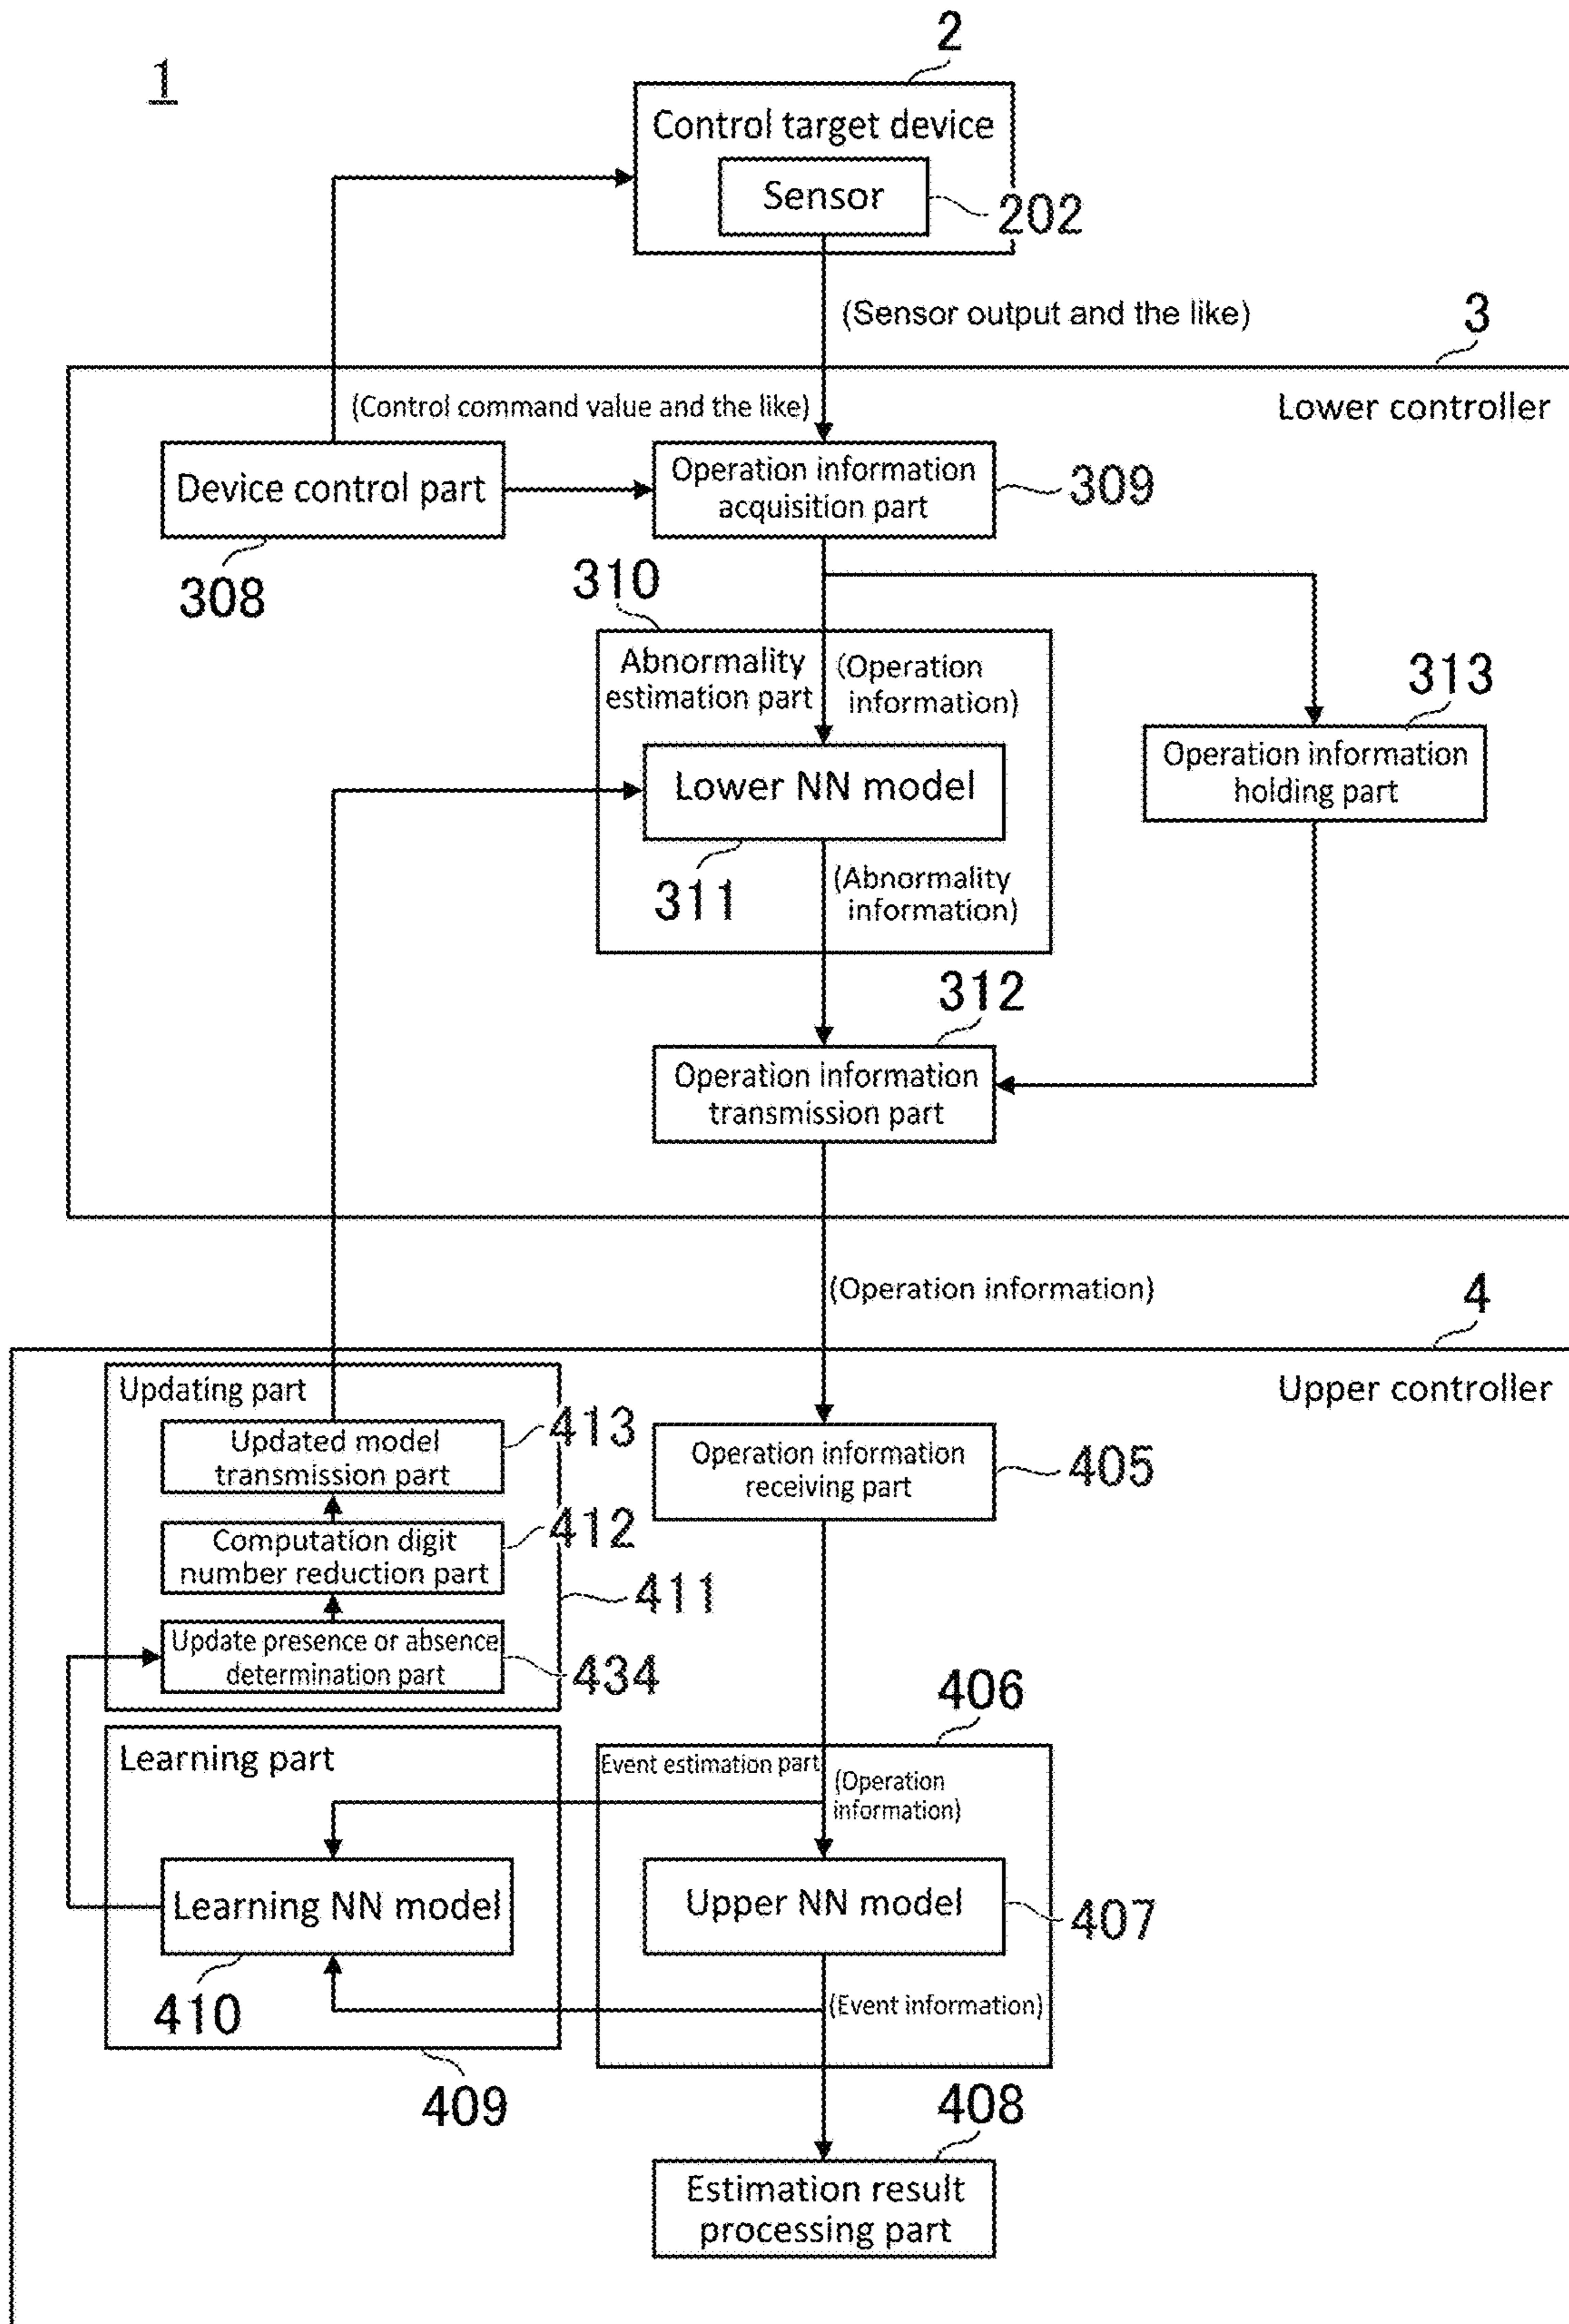 1
2
Control target device
Sensor
202
(Sensor output and the like)
3
Lower controller
(Control command value and the like)
Device control part
308
Operation information
acquisition part
309
310
Abnormality
estimation part
(Operation
information)
313
Operation information
holding part
Lower NN model
311
(Abnormality
information)
312
Operation information
transmission part
(Operation information)
4
Upper controller
Updating part
Updated model
transmission part
413
Operation information
receiving part
405
Computation digit
number reduction part
412
411
Update presence or absence
determination part
434
406
Learning part
Event estimation part
(Operation
information)
Learning NN model
410
Upper NN model
407
(Event information)
409
408
Estimation result
processing part